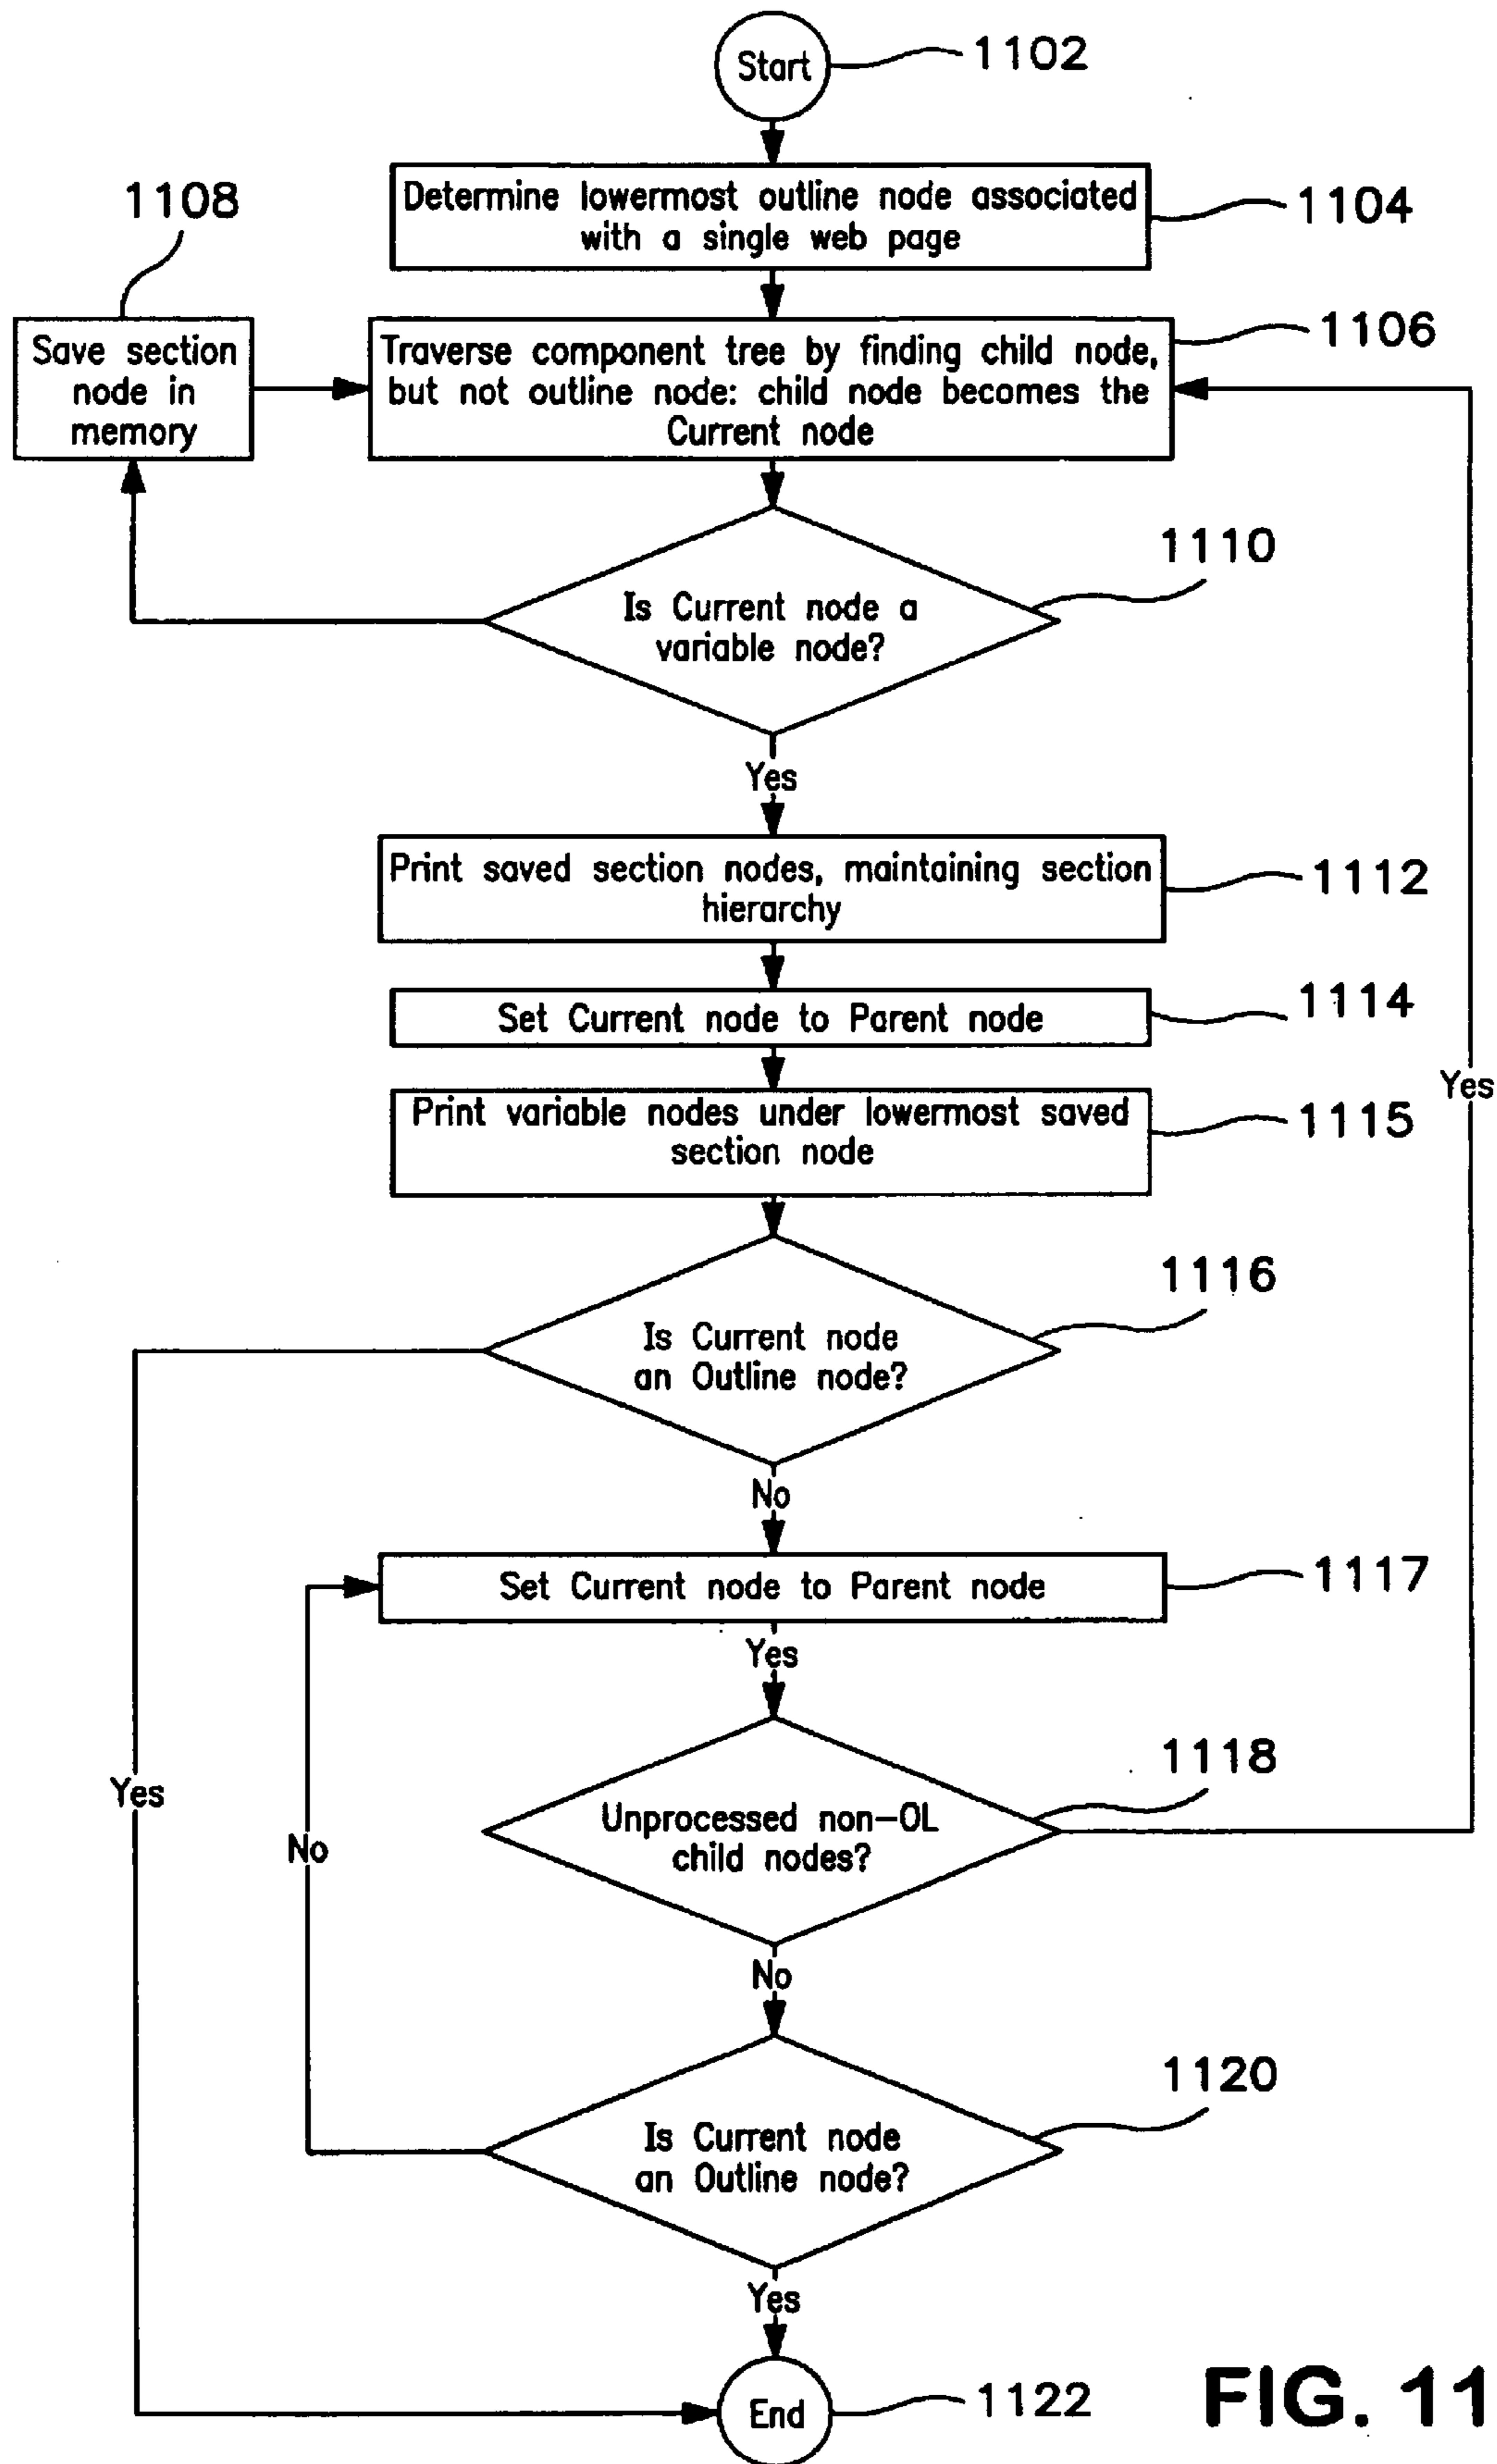 Start
1102
Determine lowermost outline node associated
with a single web page
1104
1108
Save section
node in
memory
Traverse component tree by finding child node,
but not outline node: child node becomes the
Current node
1106
Is Current node a
variable node?
1110
Yes
Print saved section nodes, maintaining section
hierarchy
1112
Set Current node to Parent node
1114
Print variable nodes under lowermost saved
section node
1115
Yes
Is Current node
an Outline node?
1116
No
Set Current node to Parent node
1117
Yes
Unprocessed non-OL
child nodes?
1118
Yes
No
No
Is Current node
an Outline node?
1120
Yes
End
1122
FIG. 11